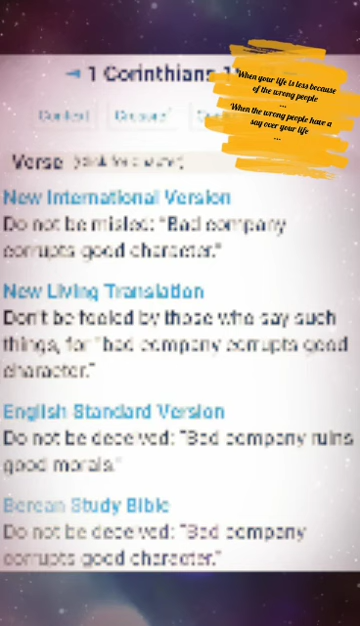 1 Corinthians
When your life is less because
of the wrong people
...
When the wrong people have a
say over your life
...
Context
Verse
New International Version
Do not be misled: "Bad company
corrupts good character."
New Living Translation
Don't be fooled by those who say such
things, for "bad company corrupts good
character."
English Standard Version
Do not be deceived: "Bad company ruins
good morals."
Berean Study Bible
Do not be deceived: "Bad company
corrupts good character."